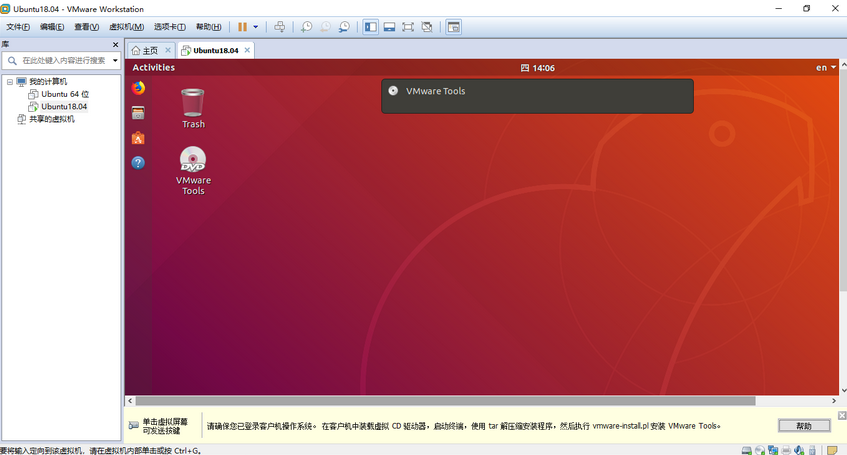 Ubuntu18.04 - VMware Workstation
文件(F) 编辑(E) 查看(V) 虚拟机(M) 选项卡(T) 帮助(H)
库
在此处键入内容进行搜索
我的计算机
Ubuntu 64 位
Ubuntu18.04
共享的虚拟机
主页 Ubuntu18.04
Activities 四 14:06 en
VMware Tools
Trash
VMware
Tools
单击虚拟屏幕
可发送按键
请确保您已登录客户机操作系统。在客户机中装载虚拟 CD 驱动器，启动终端，使用 tar 解压缩安装程序，然后执行 vmware-install.pl 安装 VMware Tools。
帮助
要将输入定向到该虚拟机，请在虚拟机内部单击或按 Ctrl+G。